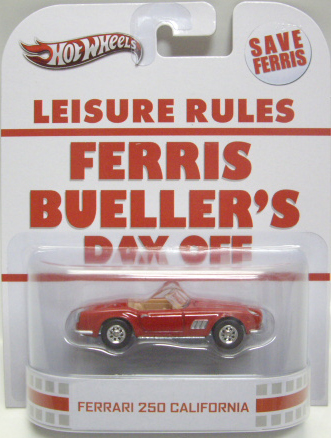 HOT WHEELS
SAVE
FERRIS
LEISURE RULES
FERRIS
BUELLER'S
DAY OFF
FERRARI 250 CALIFORNIA